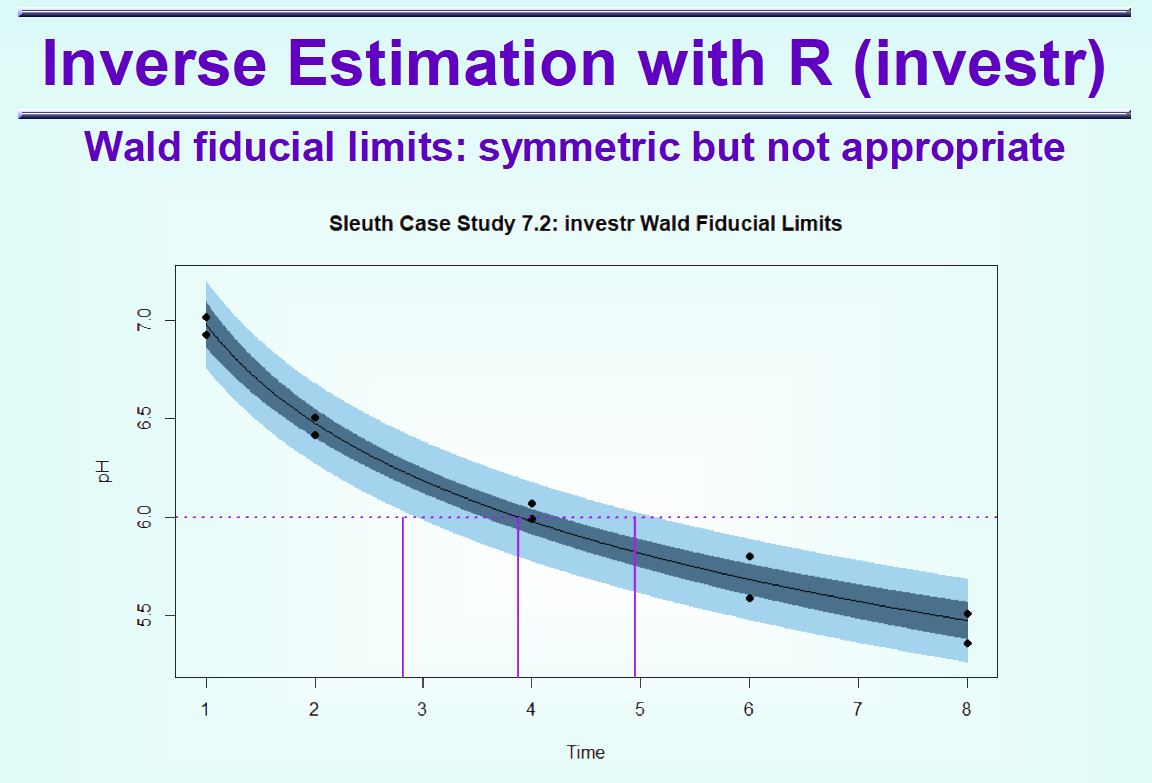 Inverse Estimation with R (investr)
Wald fiducial limits: symmetric but not appropriate
Sleuth Case Study 7.2: investr Wald Fiducial Limits
7.0
6.5
6.0
5.5
pH
1 2 3 4 5 6 7 8
Time